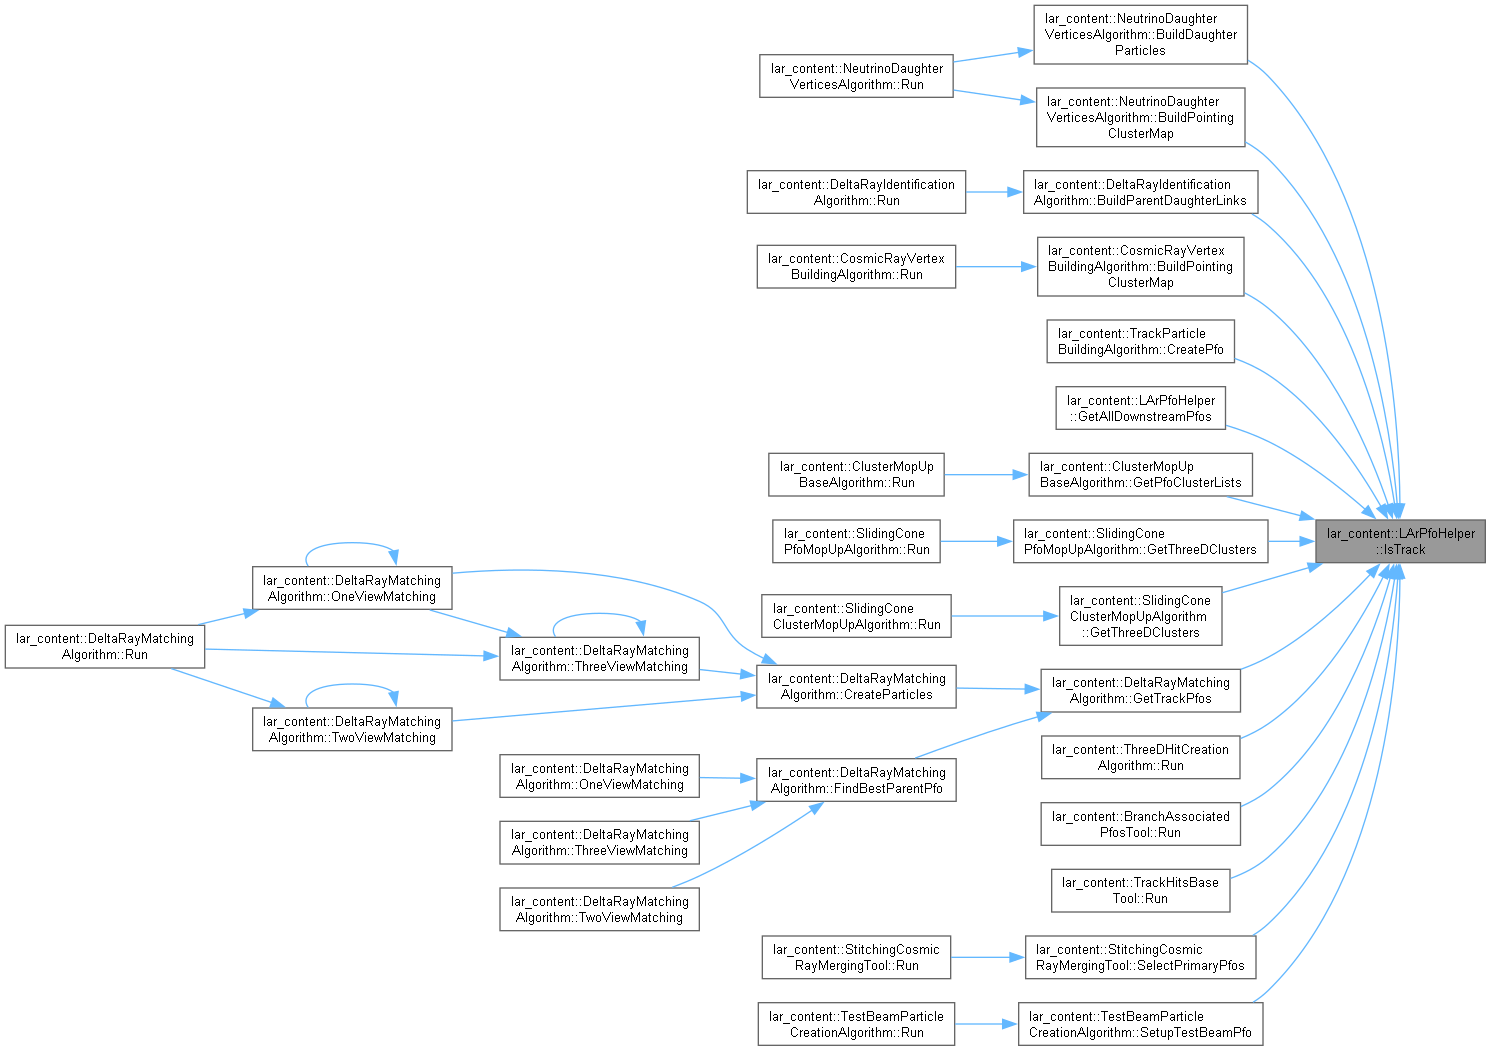 lar_content::NeutrinoDaughter
VerticesAlgorithm::BuildDaughter
Particles
lar_content::NeutrinoDaughter
VerticesAlgorithm::Run
lar_content::NeutrinoDaughter
VerticesAlgorithm::BuildPointing
ClusterMap
lar_content::DeltaRayIdentification
Algorithm::Run
lar_content::DeltaRayIdentification
Algorithm::BuildParentDaughterLinks
lar_content::CosmicRayVertex
BuildingAlgorithm::Run
lar_content::CosmicRayVertex
BuildingAlgorithm::BuildPointing
ClusterMap
lar_content::TrackParticle
BuildingAlgorithm::CreatePfo
lar_content::LArPfoHelper
::GetAllDownstreamPfos
lar_content::ClusterMopUp
BaseAlgorithm::Run
lar_content::ClusterMopUp
BaseAlgorithm::GetPfoClusterLists
lar_content::SlidingCone
PfoMopUpAlgorithm::Run
lar_content::SlidingCone
PfoMopUpAlgorithm::GetThreeDClusters
lar_content::LArPfoHelper
::IsTrack
lar_content::DeltaRayMatching
Algorithm::OneViewMatching
lar_content::SlidingCone
ClusterMopUpAlgorithm::Run
lar_content::SlidingCone
ClusterMopUpAlgorithm
::GetThreeDClusters
lar_content::DeltaRayMatching
Algorithm::Run
lar_content::DeltaRayMatching
Algorithm::ThreeViewMatching
lar_content::DeltaRayMatching
Algorithm::CreateParticles
lar_content::DeltaRayMatching
Algorithm::GetTrackPfos
lar_content::DeltaRayMatching
Algorithm::TwoViewMatching
lar_content::ThreeDHitCreation
Algorithm::Run
lar_content::DeltaRayMatching
Algorithm::OneViewMatching
lar_content::DeltaRayMatching
Algorithm::FindBestParentPfo
lar_content::BranchAssociated
PfosTool::Run
lar_content::DeltaRayMatching
Algorithm::ThreeViewMatching
lar_content::TrackHitsBase
Tool::Run
lar_content::DeltaRayMatching
Algorithm::TwoViewMatching
lar_content::StitchingCosmic
RayMergingTool::Run
lar_content::StitchingCosmic
RayMergingTool::SelectPrimaryPfos
lar_content::TestBeamParticle
CreationAlgorithm::Run
lar_content::TestBeamParticle
CreationAlgorithm::SetupTestBeamPfo